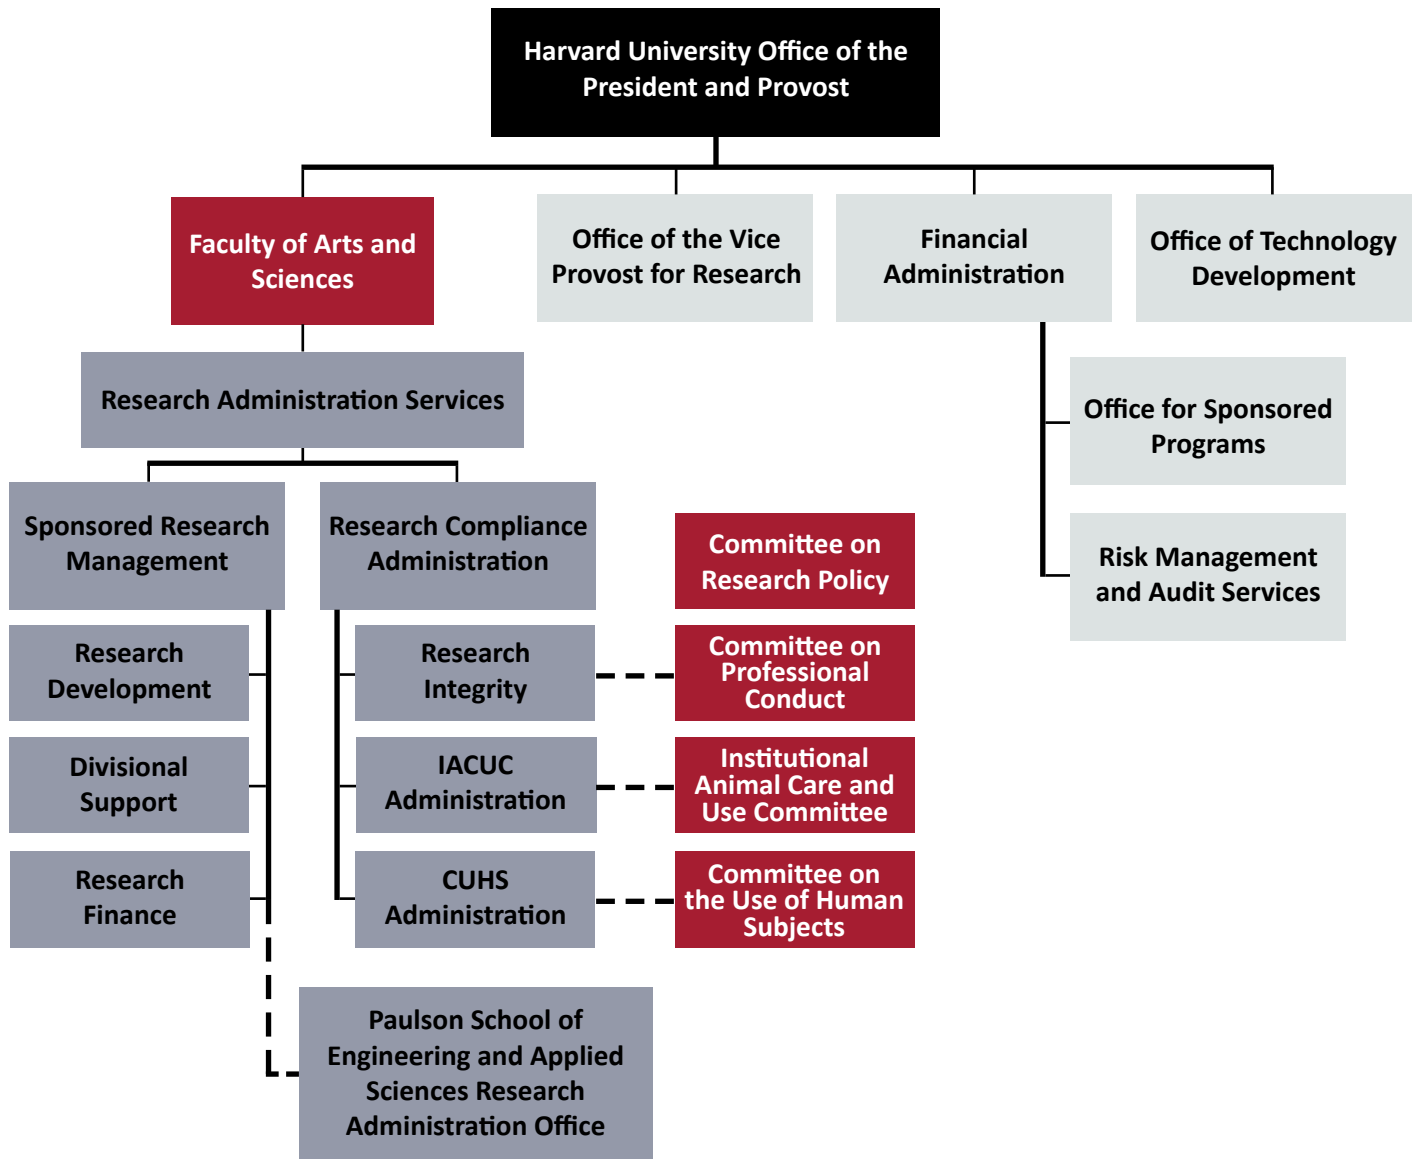 Harvard University Office of the
President and Provost
Faculty of Arts and
Sciences
Office of the Vice
Provost for Research
Financial
Administration
Office of Technology
Development
Research Administration Services
Office for Sponsored
Programs
Sponsored Research
Management
Research Compliance
Administration
Committee on
Research Policy
Risk Management
and Audit Services
Research
Development
Research
Integrity
Committee on
Professional
Conduct
Divisional
Support
IACUC
Administration
Institutional
Animal Care and
Use Committee
Research
Finance
CUHS
Administration
Committee on
the Use of Human
Subjects
Paulson School of
Engineering and Applied
Sciences Research
Administration Office